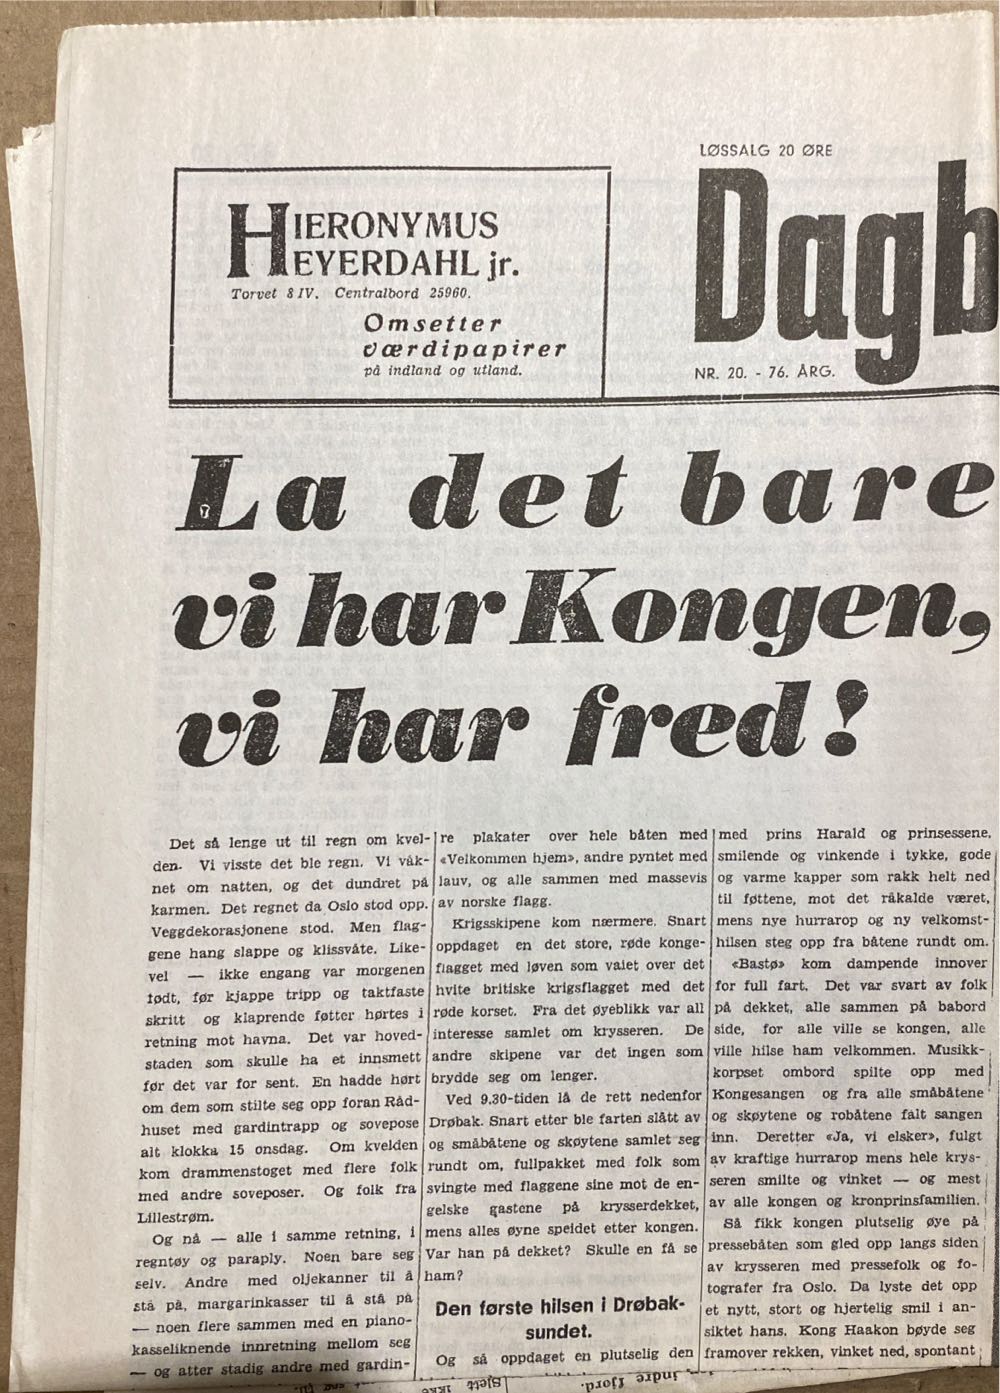 HIERONYMUS
HEYERDAHL jr.
Torvet 8 IV. Centralbord 25960.
Omsetter
værdipapirer
på indland og utland.
LØSSALG 20 ØRE
Dagb
NR. 20. - 76. ÅRG.
La det bare
vi har Kongen,
vi har fred!
Det så lenge ut til regn om kvel-
den. Vi visste det ble regn. Vi våk-
net om natten, og det dundret på
karmen. Det regnet da Oslo stod opp.
Veggdekorasjonene stod. Men flag-
gene hang slappe og klissvåte. Like-
vel — ikke engang var morgenen
født, før kjappe tripp og taktfaste
skritt og klaprende føtter hørtes i
retning mot havna. Det var hoved-
staden som skulle ha et innsmett
før det var for sent. En hadde hørt
om dem som stilte seg opp foran Råd-
huset med gardintrapp og sovepose
alt klokka 15 onsdag. Om kvelden
kom drammenstoget med flere folk
med andre soveposer. Og folk fra
Lillestrøm.
Og nå — alle i samme retning, i
regntøy og paraply. Noen bare seg
selv. Andre med oljekanner til å
stå på, margarinkasser til å stå på
— noen flere sammen med en piano-
kasseliknende innretning mellom seg
— og atter stadig andre med gardin-
re plakater over hele båten med
«Velkommen hjem», andre pyntet med
lauv, og alle sammen med massevis
av norske flagg.
Krigsskipene kom nærmere. Snart
oppdaget en det store, røde konge-
flagget med løven som vaiet over det
hvite britiske krigsflagget med det
røde korset. Fra det øyeblikk var all
interesse samlet om krysseren. De
andre skipene var det ingen som
brydde seg om lenger.
Ved 9.30-tiden lå de rett nedenfor
Drøbak. Snart etter ble farten slått av
og småbåtene og skøytene samlet seg
rundt om, fullpakket med folk som
svingte med flaggene sine mot de en-
gelske gastene på krysserdekket,
mens alles øyne speidet etter kongen.
Var han på dekket? Skulle en få se
ham?
Den første hilsen i Drøbak-
sundet.
Og så oppdaget en plutselig den
med prins Harald og prinsessene,
smilende og vinkende i tykke, gode
og varme kapper som rakk helt ned
til føttene, mot det råkalde været,
mens nye hurrarop og ny velkomst-
hilsen steg opp fra båtene rundt om.
«Bastø» kom dampende innover
for full fart. Det var svart av folk
på dekket, alle sammen på babord
side, for alle ville se kongen, alle
ville hilse ham velkommen. Musikk-
korpset ombord spilte opp med
Kongesangen og fra alle småbåtene
og skøytene og robåtene falt sangen
inn. Deretter «Ja, vi elsker», fulgt
av kraftige hurrarop mens hele krys-
seren smilte og vinket — og mest
av alle kongen og kronprinsfamilien.
Så fikk kongen plutselig øye på
pressebåten som gled opp langs siden
av krysseren med pressefolk og fo-
tografer fra Oslo. Da lyste det opp
et nytt, stort og hjertelig smil i an-
siktet hans. Kong Haakon bøyde seg
framover rekken, vinket ned, spontant
indre fjord.